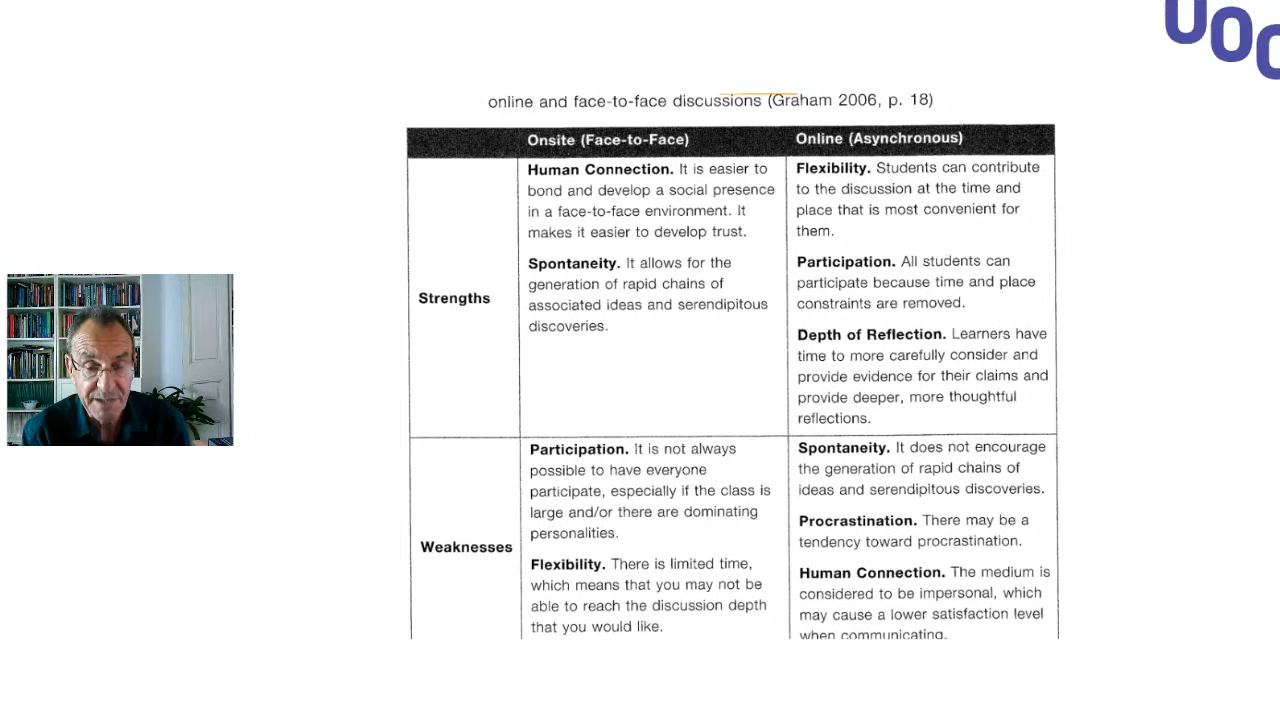 UOC
online and face-to-face discussions (Graham 2006, p. 18)
Onsite (Face-to-Face)
Online (Asynchronous)
Strengths
Human Connection. It is easier to
bond and develop a social presence
in a face-to-face environment. It
makes it easier to develop trust.
Spontaneity. It allows for the
generation of rapid chains of
associated ideas and serendipitous
discoveries.
Flexibility. Students can contribute
to the discussion at the time and
place that is most convenient for
them.
Participation. All students can
participate because time and place
constraints are removed.
Depth of Reflection. Learners have
time to more carefully consider and
provide evidence for their claims and
provide deeper, more thoughtful
reflections.
Weaknesses
Participation. It is not always
possible to have everyone
participate, especially if the class is
large and/or there are dominating
personalities.
Flexibility. There is limited time,
which means that you may not be
able to reach the discussion depth
that you would like.
Spontaneity. It does not encourage
the generation of rapid chains of
ideas and serendipitous discoveries.
Procrastination. There may be a
tendency toward procrastination.
Human Connection. The medium is
considered to be impersonal, which
may cause a lower satisfaction level
when communicating.